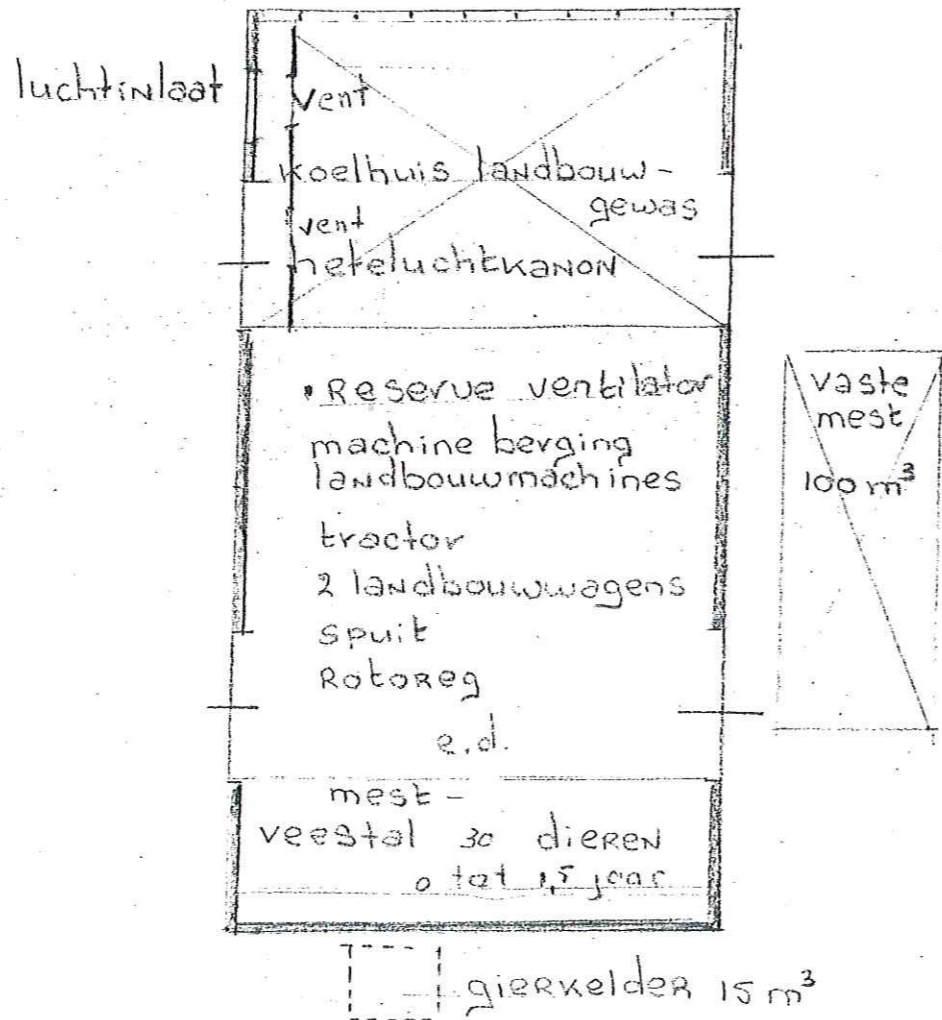 luchtinlaat
vent
koelhuis landbouw-
gewas
vent
heteluchtkanon
• Reserve ventilator
machine berging
landbouwmachines
tractor
2 landbouwwagens
spuit
Rotoreg
e.d.
vaste
mest
100 m³
mest-
veestal 30 dieren
0 tot 1,5 jaar
gierkelder 15 m³